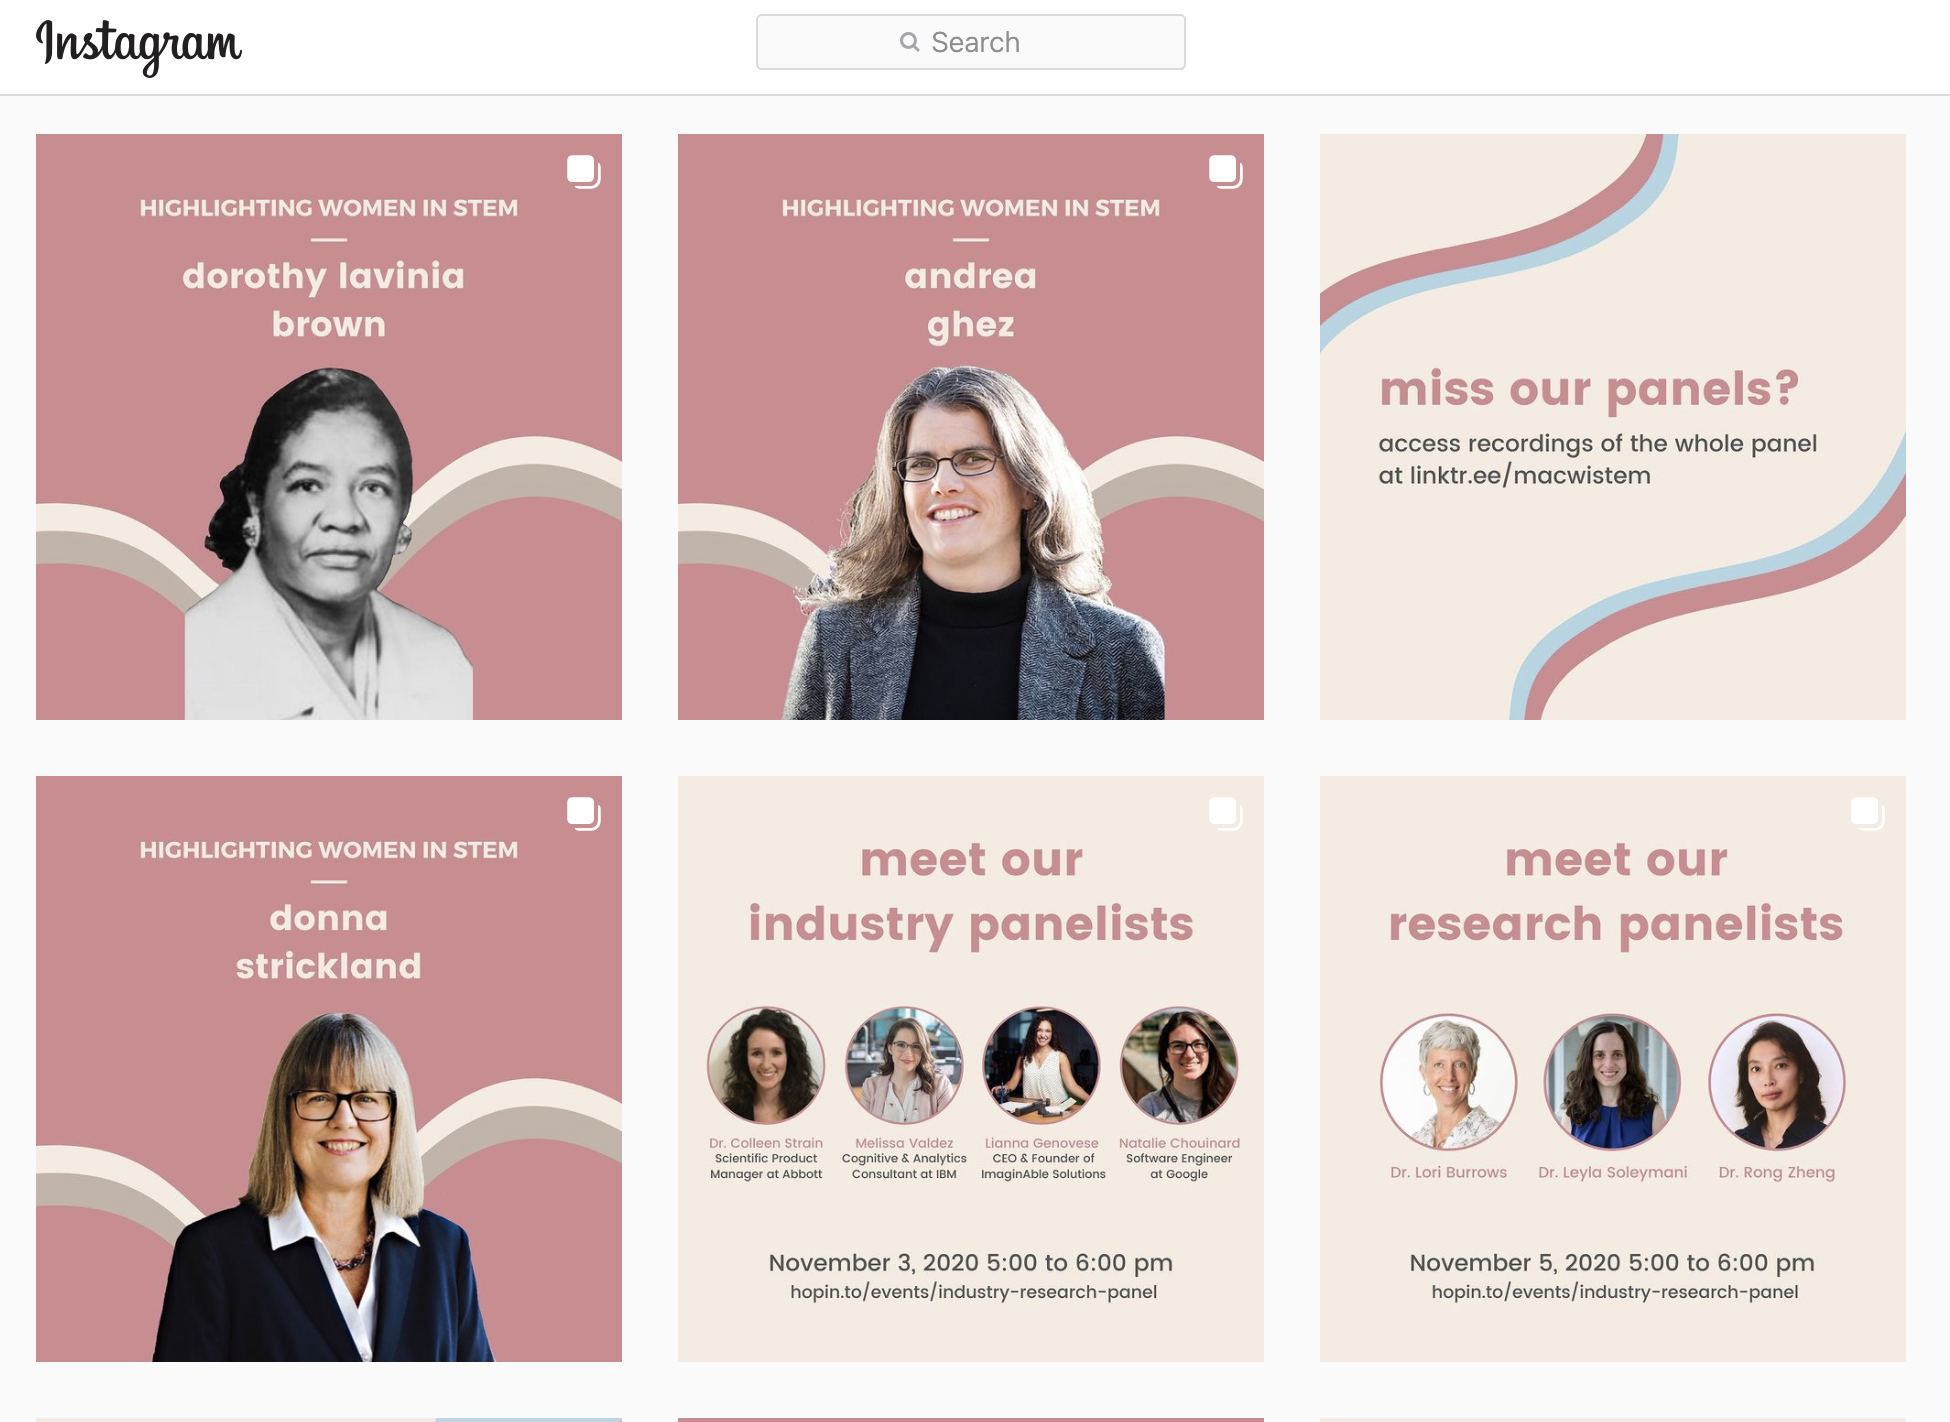 Instagram
Search
HIGHLIGHTING WOMEN IN STEM
dorothy lavinia
brown
HIGHLIGHTING WOMEN IN STEM
andrea
ghez
miss our panels?
access recordings of the whole panel
at linktr.ee/macwistem
HIGHLIGHTING WOMEN IN STEM
donna
strickland
meet our
industry panelists
Dr. Colleen Strain
Scientific Product
Manager at Abbott
Melissa Valdez
Cognitive & Analytics
Consultant at IBM
Lianna Genovese
CEO & Founder of
ImaginAble Solutions
Natalie Chouinard
Software Engineer
at Google
November 3, 2020 5:00 to 6:00 pm
hopin.to/events/industry-research-panel
meet our
research panelists
Dr. Lori Burrows
Dr. Leyla Soleymani
Dr. Rong Zheng
November 5, 2020 5:00 to 6:00 pm
hopin.to/events/industry-research-panel